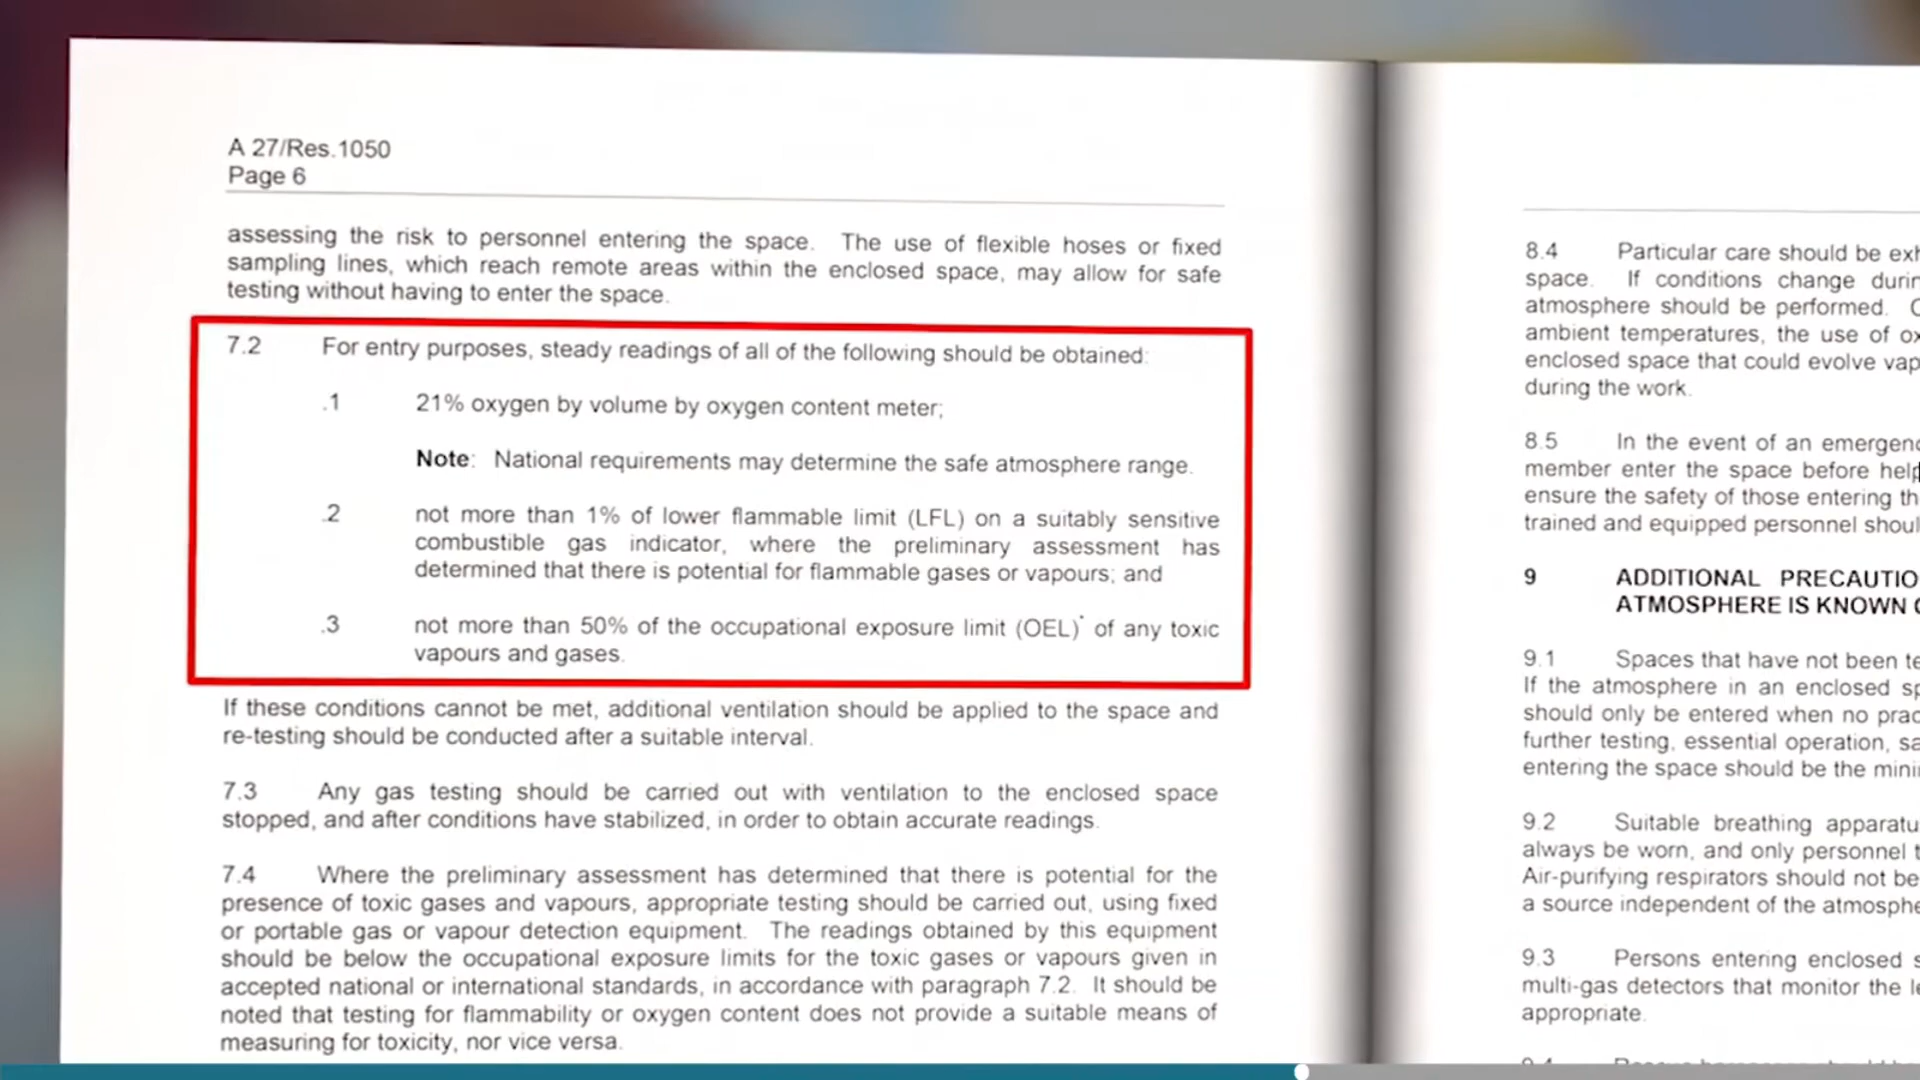 A 27/Res.1050
Page 6
assessing the risk to personnel entering the space. The use of flexible hoses or fixed
sampling lines, which reach remote areas within the enclosed space, may allow for safe
testing without having to enter the space.
7.2 For entry purposes, steady readings of all of the following should be obtained:
.1 21% oxygen by volume by oxygen content meter;
Note: National requirements may determine the safe atmosphere range.
.2 not more than 1% of lower flammable limit (LFL) on a suitably sensitive
combustible gas indicator, where the preliminary assessment has
determined that there is potential for flammable gases or vapours; and
.3 not more than 50% of the occupational exposure limit (OEL)* of any toxic
vapours and gases.
If these conditions cannot be met, additional ventilation should be applied to the space and
re-testing should be conducted after a suitable interval.
7.3 Any gas testing should be carried out with ventilation to the enclosed space
stopped, and after conditions have stabilized, in order to obtain accurate readings.
7.4 Where the preliminary assessment has determined that there is potential for the
presence of toxic gases and vapours, appropriate testing should be carried out, using fixed
or portable gas or vapour detection equipment. The readings obtained by this equipment
should be below the occupational exposure limits for the toxic gases or vapours given in
accepted national or international standards, in accordance with paragraph 7.2. It should be
noted that testing for flammability or oxygen content does not provide a suitable means of
measuring for toxicity, nor vice versa.
8.4 Particular care should be
space. If conditions change
atmosphere should be performed.
ambient temperatures, the use of
enclosed space that could evolve
during the work.
8.5 In the event of an
member enter the space before
ensure the safety of those entering
trained and equipped personnel
9 ADDITIONAL
ATMOSPHERE IS KNOWN
9.1 Spaces that have not been
If the atmosphere in an enclosed
should only be entered when no
further testing, essential operation,
entering the space should be the
9.2 Suitable breathing
always be worn, and only personnel
Air-purifying respirators should not be
a source independent of the
9.3 Persons entering enclosed
multi-gas detectors that monitor the
appropriate.